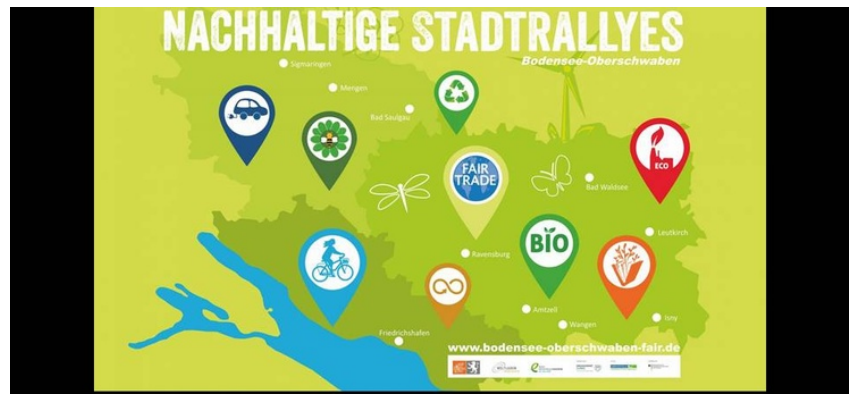 NACHHALTIGE STADTRALLYES
Bodensee-Oberschwaben
Sigmaringen
Mengen
Bad Saulgau
FAIR
TRADE
ECO
Bad Waldsee
Leutkirch
BIO
Ravensburg
Amtzell
Isny
Wangen
Friedrichshafen
www.bodensee-oberschwaben-fair.de